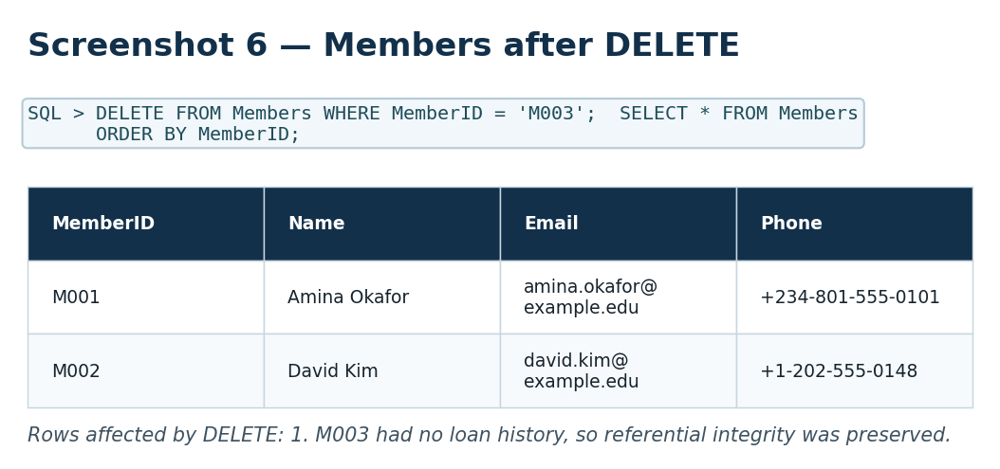 Screenshot 6 — Members after DELETE
SQL > DELETE FROM Members WHERE MemberID = 'M003';  SELECT * FROM Members
ORDER BY MemberID;
MemberID Name Email Phone
M001 Amina Okafor amina.okafor@ +234-801-555-0101
example.edu
M002 David Kim david.kim@ +1-202-555-0148
example.edu
Rows affected by DELETE: 1. M003 had no loan history, so referential integrity was preserved.